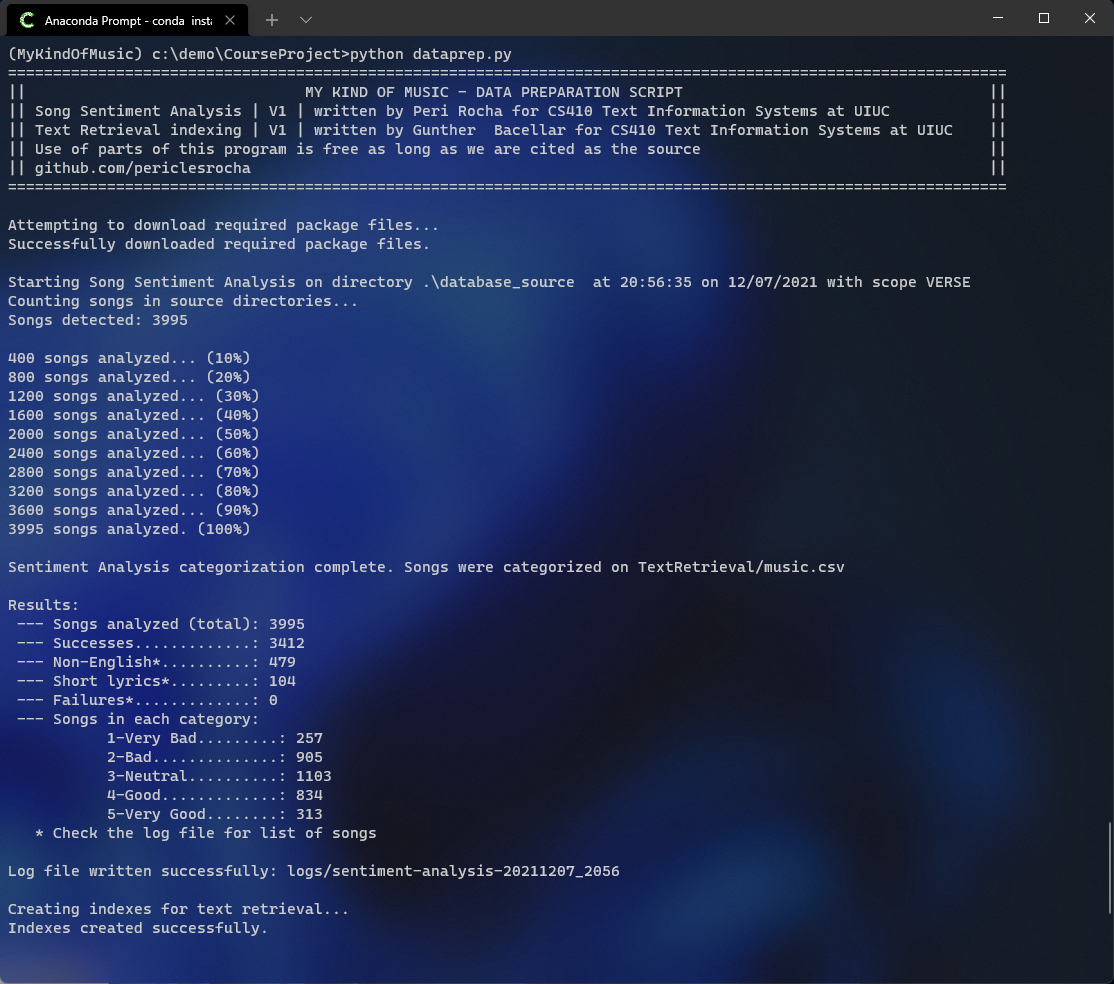 Anaconda Prompt - conda insta
(MyKindOfMusic) c:\demo\CourseProject>python dataprep.py
===============================================================================================================
|| MY KIND OF MUSIC - DATA PREPARATION SCRIPT ||
|| Song Sentiment Analysis | V1 | written by Peri Rocha for CS410 Text Information Systems at UIUC ||
|| Text Retrieval indexing | V1 | written by Gunther  Bacellar for CS410 Text Information Systems at UIUC ||
|| Use of parts of this program is free as long as we are cited as the source ||
|| github.com/periclesrocha ||
===============================================================================================================
Attempting to download required package files...
Successfully downloaded required package files.
Starting Song Sentiment Analysis on directory .\database_source  at 20:56:35 on 12/07/2021 with scope VERSE
Counting songs in source directories...
Songs detected: 3995
400 songs analyzed... (10%)
800 songs analyzed... (20%)
1200 songs analyzed... (30%)
1600 songs analyzed... (40%)
2000 songs analyzed... (50%)
2400 songs analyzed... (60%)
2800 songs analyzed... (70%)
3200 songs analyzed... (80%)
3600 songs analyzed... (90%)
3995 songs analyzed. (100%)
Sentiment Analysis categorization complete. Songs were categorized on TextRetrieval/music.csv
Results:
--- Songs analyzed (total): 3995
--- Successes.............: 3412
--- Non-English*..........: 479
--- Short lyrics*.........: 104
--- Failures*.............: 0
--- Songs in each category:
1-Very Bad.........: 257
2-Bad..............: 905
3-Neutral..........: 1103
4-Good.............: 834
5-Very Good........: 313
* Check the log file for list of songs
Log file written successfully: logs/sentiment-analysis-20211207_2056
Creating indexes for text retrieval...
Indexes created successfully.